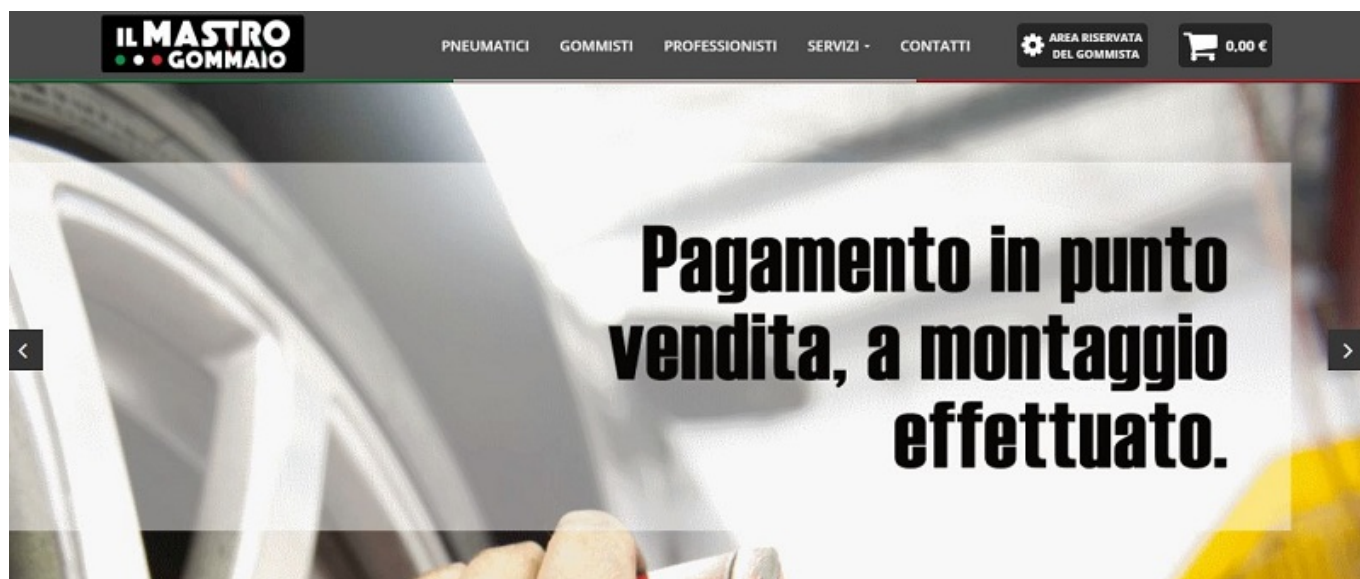 IL MASTRO
GOMMAIO
PNEUMATICI
GOMMISTI
PROFESSIONISTI
SERVIZI
CONTATTI
AREA RISERVATA
DEL GOMMISTA
0,00 €
Pagamento in punto
vendita, a montaggio
effettuato.